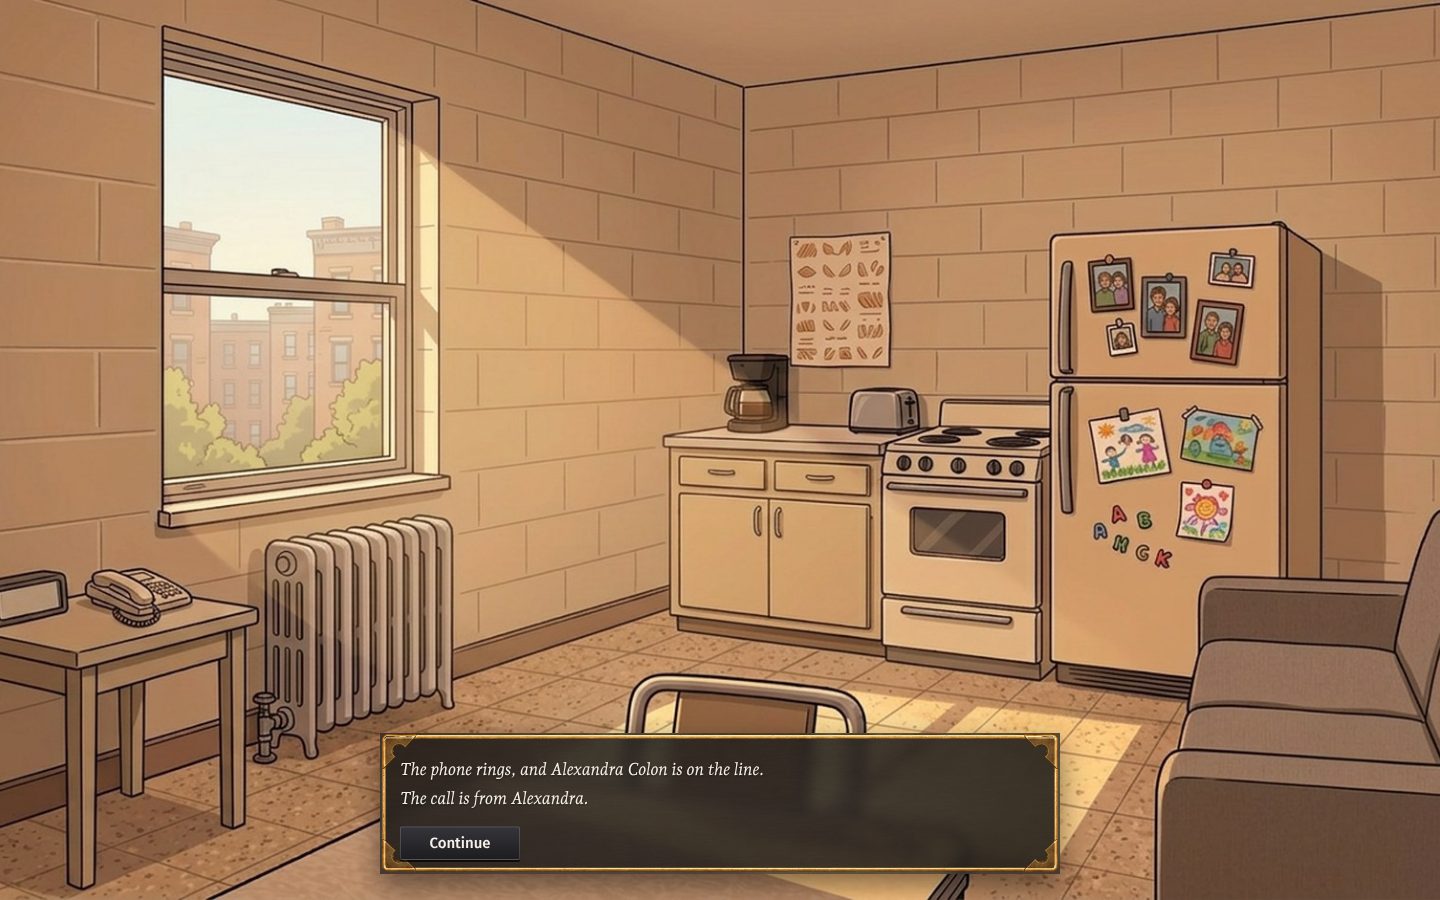 The phone rings, and Alexandra Colon is on the line.
The call is from Alexandra.
Continue
A B
A H G K